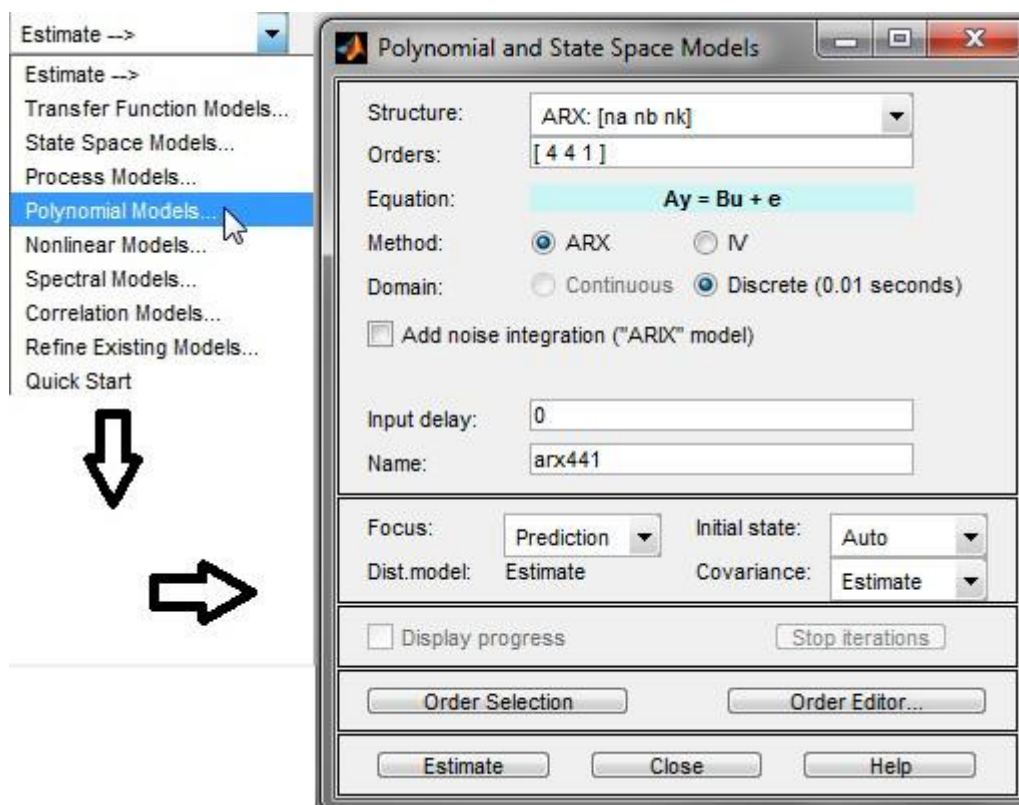 Estimate -->
Estimate -->
Transfer Function Models...
State Space Models...
Process Models...
Polynomial Models...
Nonlinear Models...
Spectral Models...
Correlation Models...
Refine Existing Models...
Quick Start
Polynomial and State Space Models
Structure: ARX: [na nb nk]
Orders: [ 4 4 1 ]
Equation: Ay = Bu + e
Method: ARX IV
Domain: Continuous Discrete (0.01 seconds)
Add noise integration ("ARIX" model)
Input delay: 0
Name: arx441
Focus: Prediction Initial state: Auto
Dist.model: Estimate Covariance: Estimate
Display progress Stop iterations
Order Selection Order Editor...
Estimate Close Help